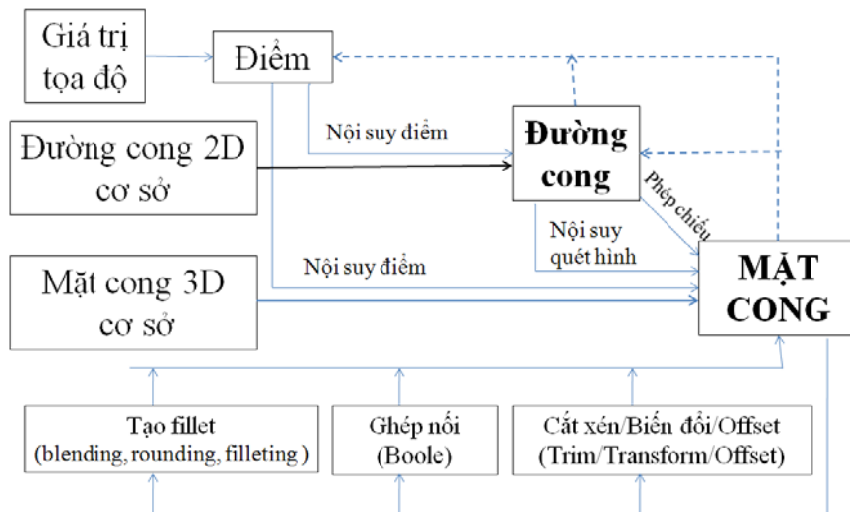 Giá trị
tọa độ
Điểm
Nội suy điểm
Đường cong 2D
cơ sở
Đường
cong
Phép chiếu
Nội suy
quét hình
Nội suy điểm
Mặt cong 3D
cơ sở
MẶT
CONG
Tạo fillet
(blending, rounding, filleting )
Ghép nối
(Boole)
Cắt xén/Biến đổi/Offset
(Trim/Transform/Offset)